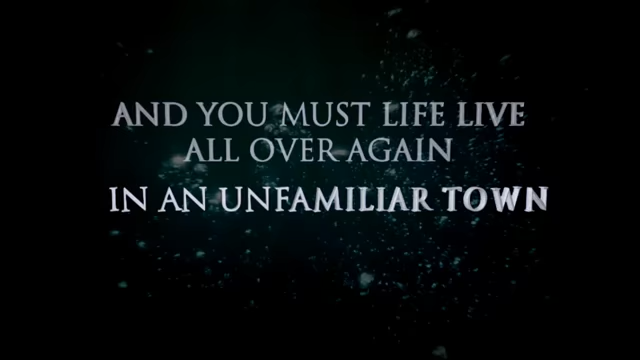 AND YOU MUST LIFE LIVE
ALL OVER AGAIN
IN AN UNFAMILIAR TOWN